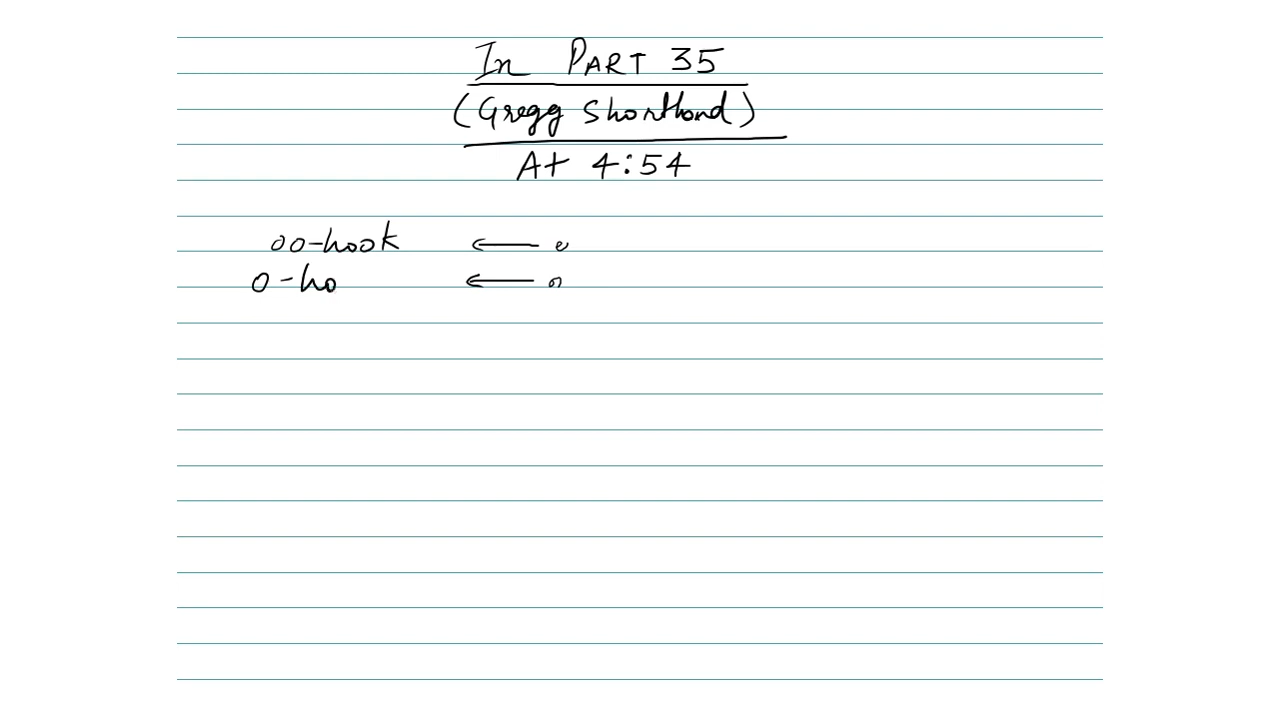 In PART 35
(Gregg Shorthand)
At 4:54
oo-hook ←
o-ho ←